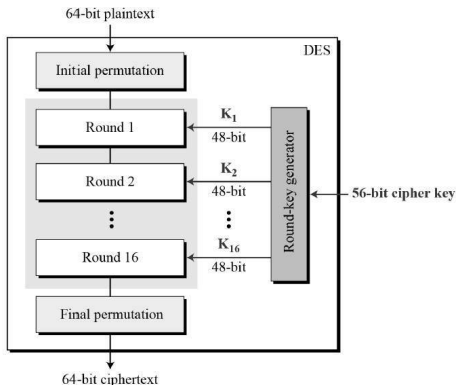 64-bit plaintext
DES
Initial permutation
Round 1
K1
48-bit
Round 2
K2
48-bit
Round-key generator
56-bit cipher key
Round 16
K16
48-bit
Final permutation
64-bit ciphertext